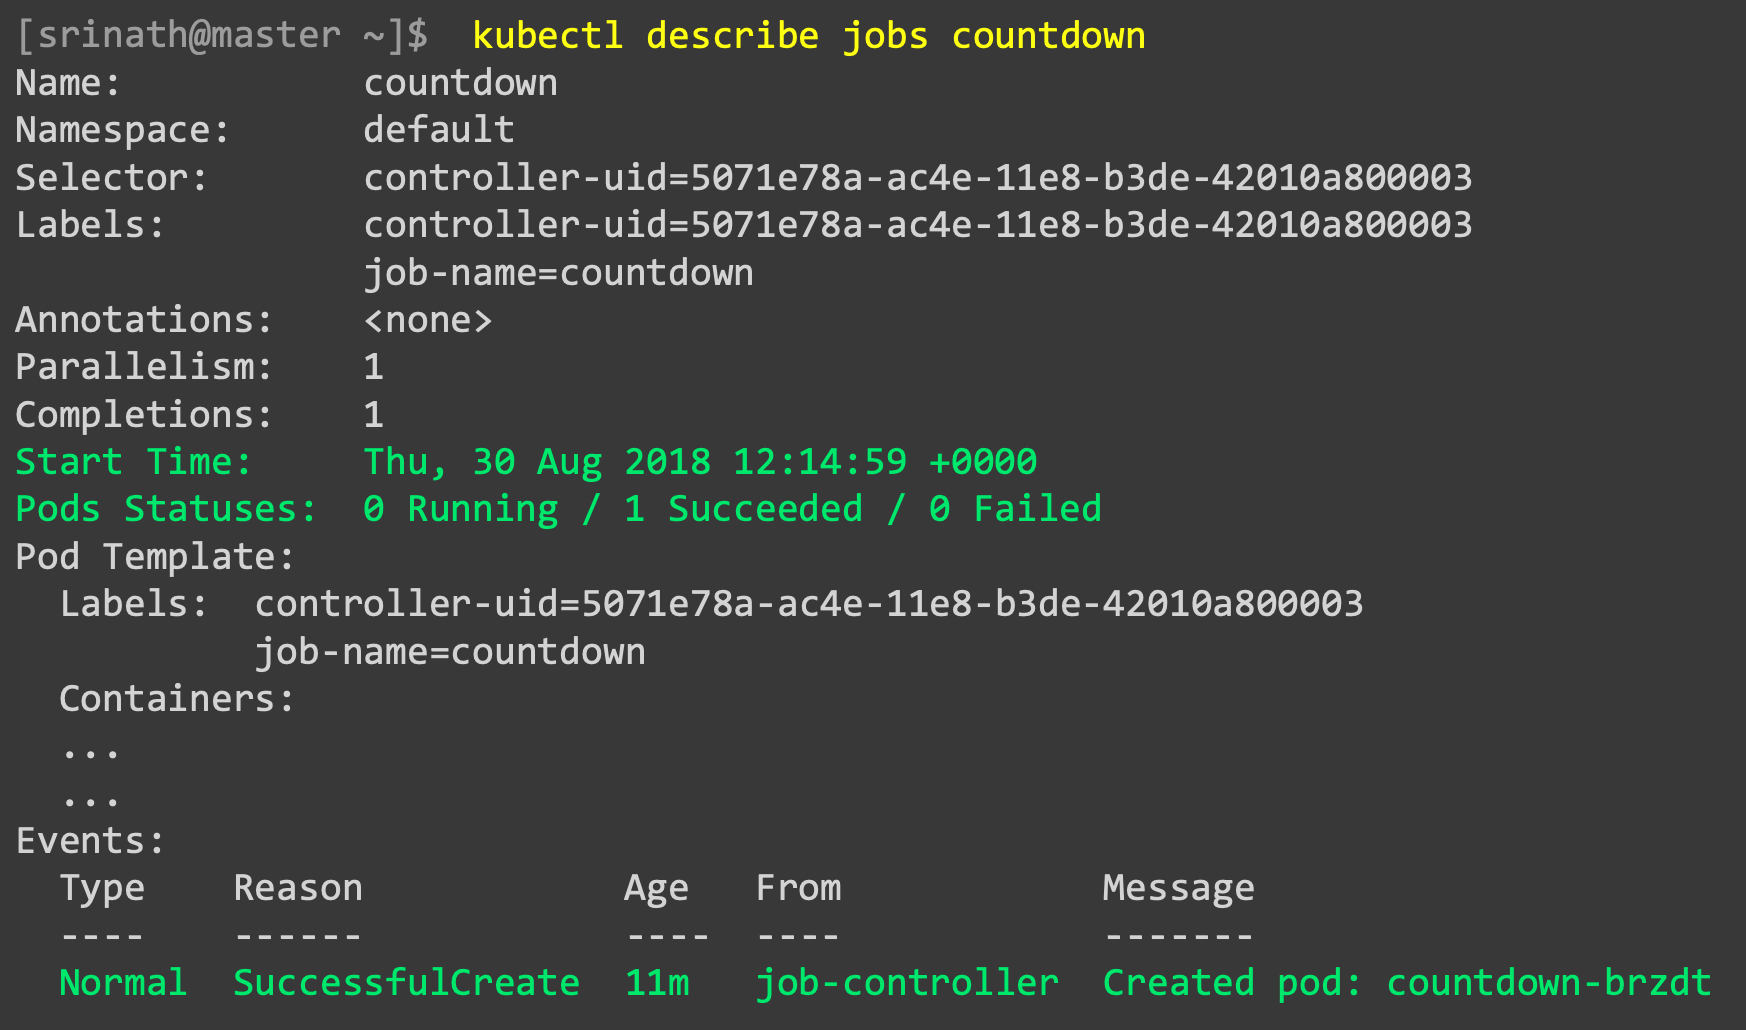 [srinath@master ~]$  kubectl describe jobs countdown
Name:           countdown
Namespace:      default
Selector:       controller-uid=5071e78a-ac4e-11e8-b3de-42010a800003
Labels:         controller-uid=5071e78a-ac4e-11e8-b3de-42010a800003
                job-name=countdown
Annotations:    <none>
Parallelism:    1
Completions:    1
Start Time:     Thu, 30 Aug 2018 12:14:59 +0000
Pods Statuses:  0 Running / 1 Succeeded / 0 Failed
Pod Template:
  Labels:  controller-uid=5071e78a-ac4e-11e8-b3de-42010a800003
           job-name=countdown
  Containers:
  ...
  ...
Events:
  Type    Reason            Age   From            Message
  ----    ------            ----  ----            -------
  Normal  SuccessfulCreate  11m   job-controller  Created pod: countdown-brzdt